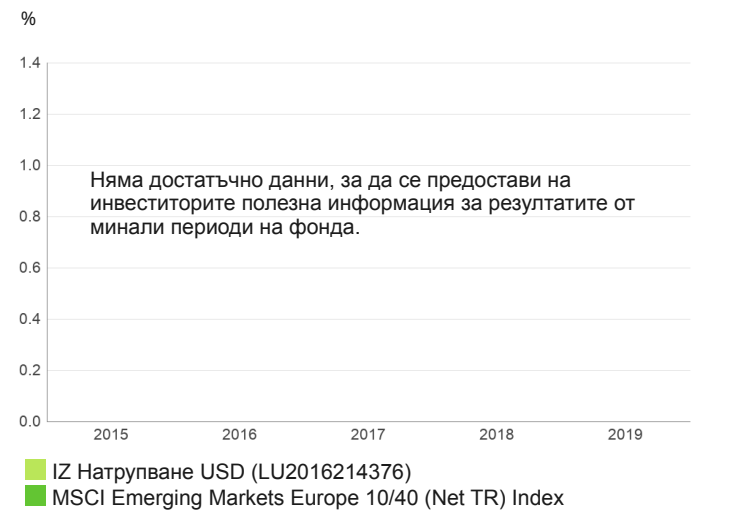 %
1.4
1.2
1.0
Няма достатъчно данни, за да се предостави на
инвеститорите полезна информация за резултатите от
минали периоди на фонда.
0.8
0.6
0.4
0.2
0.0
2015 2016 2017 2018 2019
IZ Натрупване USD (LU2016214376)
MSCI Emerging Markets Europe 10/40 (Net TR) Index